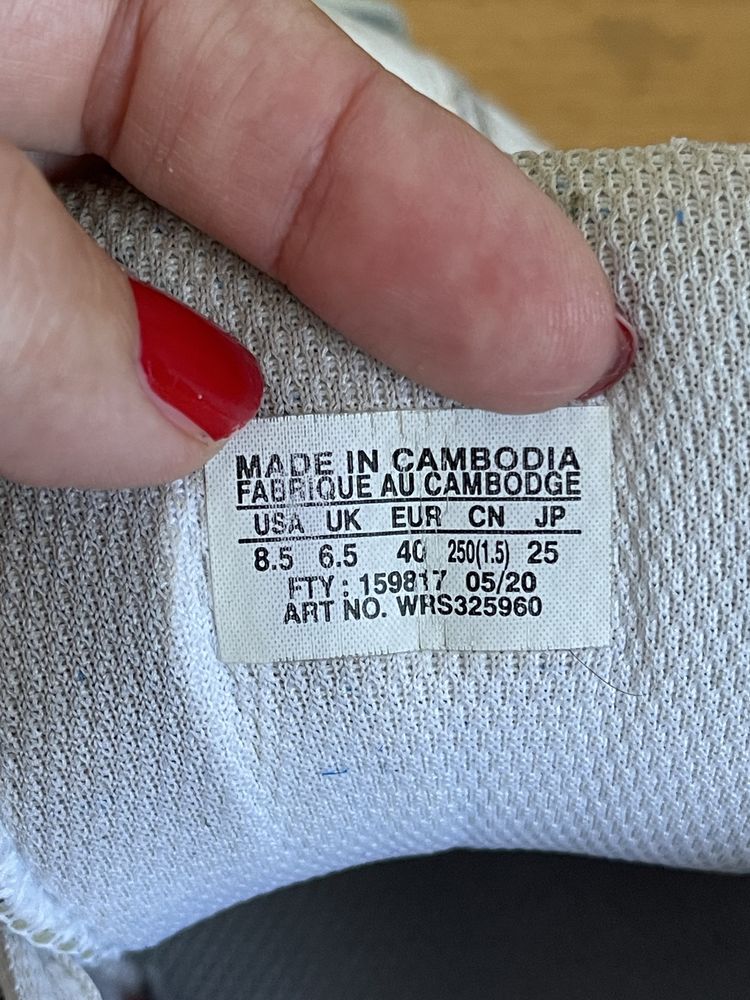 MADE IN CAMBODIA
FABRIQUE AU CAMBODGE
USA UK EUR CN JP
8.5 6.5 40 250(1.5) 25
FTY : 159817 05/20
ART NO. WRS325960